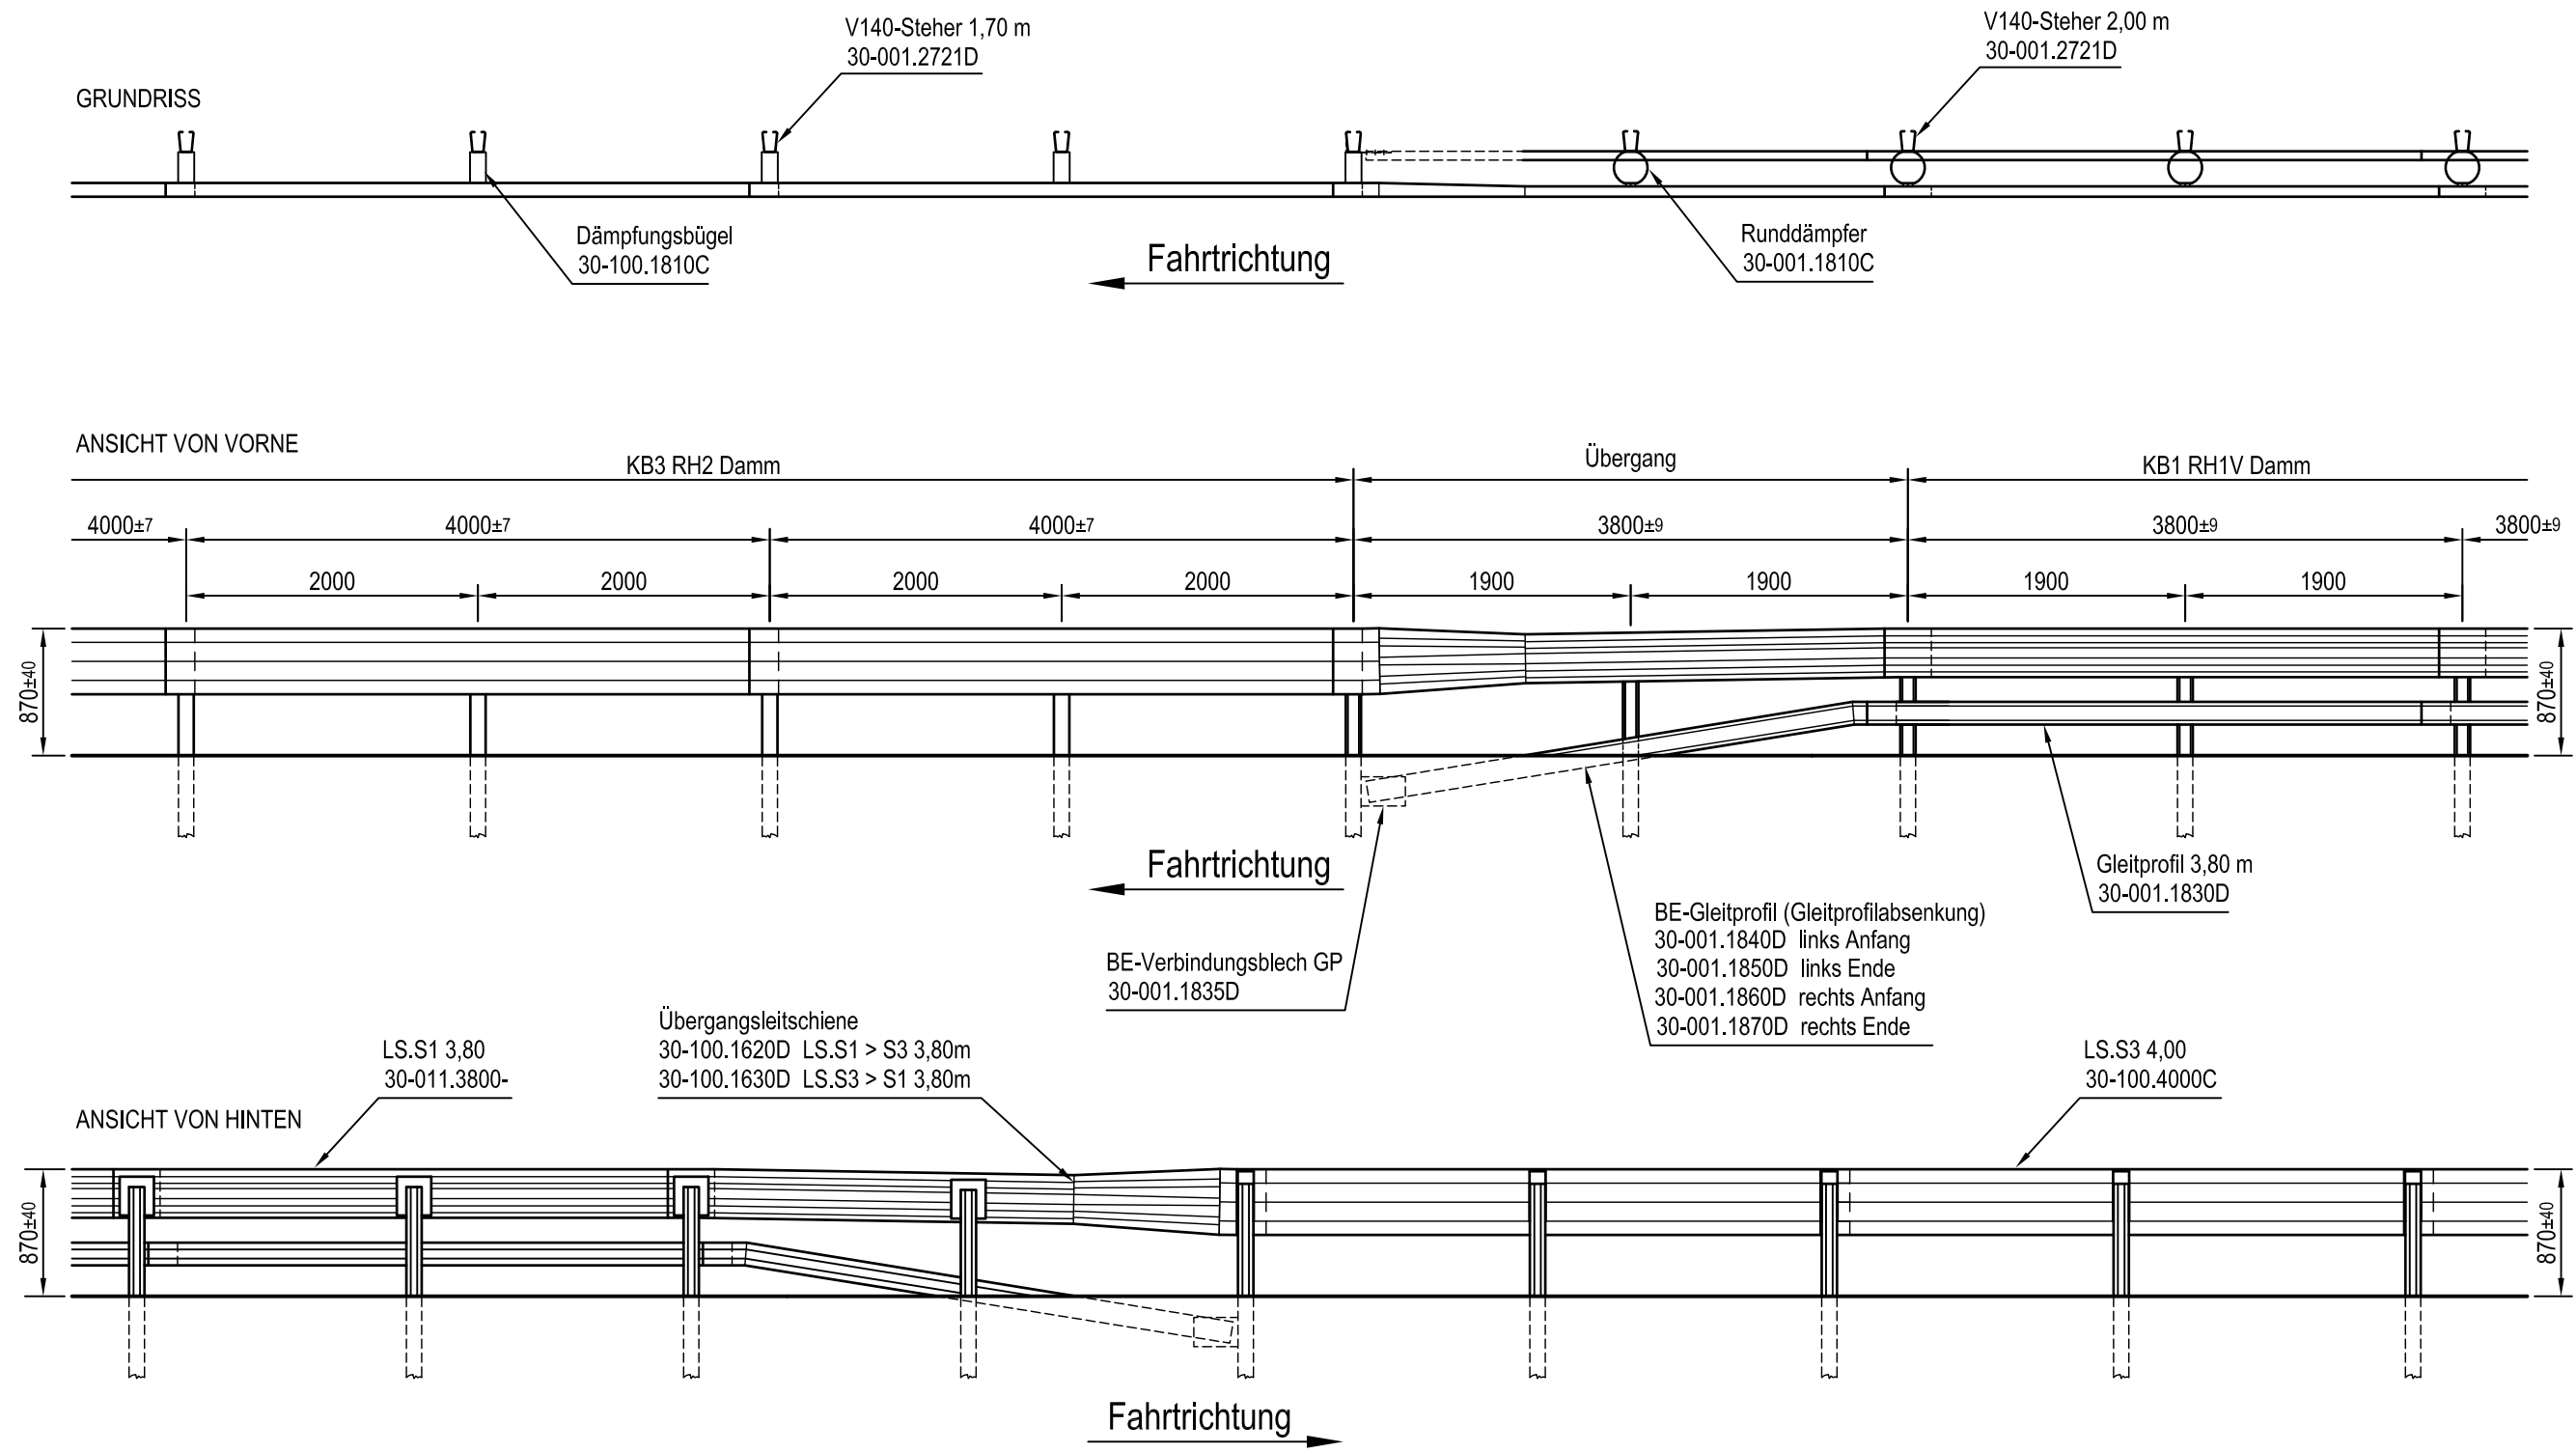 V140-Steher 1,70 m
30-001.2721D
V140-Steher 2,00 m
30-001.2721D
GRUNDRISS
Dämpfungsbügel
30-100.1810C
Fahrtrichtung
Runddämpfer
30-001.1810C
ANSICHT VON VORNE
KB3 RH2 Damm
Übergang
KB1 RH1V Damm
4000±7
4000±7
4000±7
3800±9
3800±9
3800±9
2000
2000
2000
2000
1900
1900
1900
1900
870±40
870±40
Fahrtrichtung
Gleitprofil 3,80 m
30-001.1830D
BE-Gleitprofil (Gleitprofilabsenkung)
30-001.1840D links Anfang
30-001.1850D links Ende
30-001.1860D rechts Anfang
30-001.1870D rechts Ende
BE-Verbindungsblech GP
30-001.1835D
Übergangsleitschiene
30-100.1620D LS.S1 > S3 3,80m
30-100.1630D LS.S3 > S1 3,80m
LS.S1 3,80
30-011.3800-
LS.S3 4,00
30-100.4000C
ANSICHT VON HINTEN
870±40
870±40
Fahrtrichtung